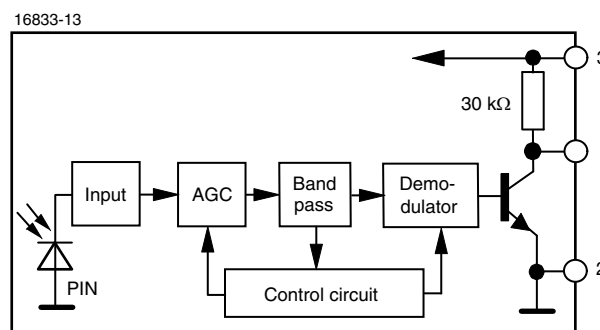 16833-13
3
30 kΩ
Input
AGC
Band
pass
Demo-
dulator
PIN
Control circuit
2